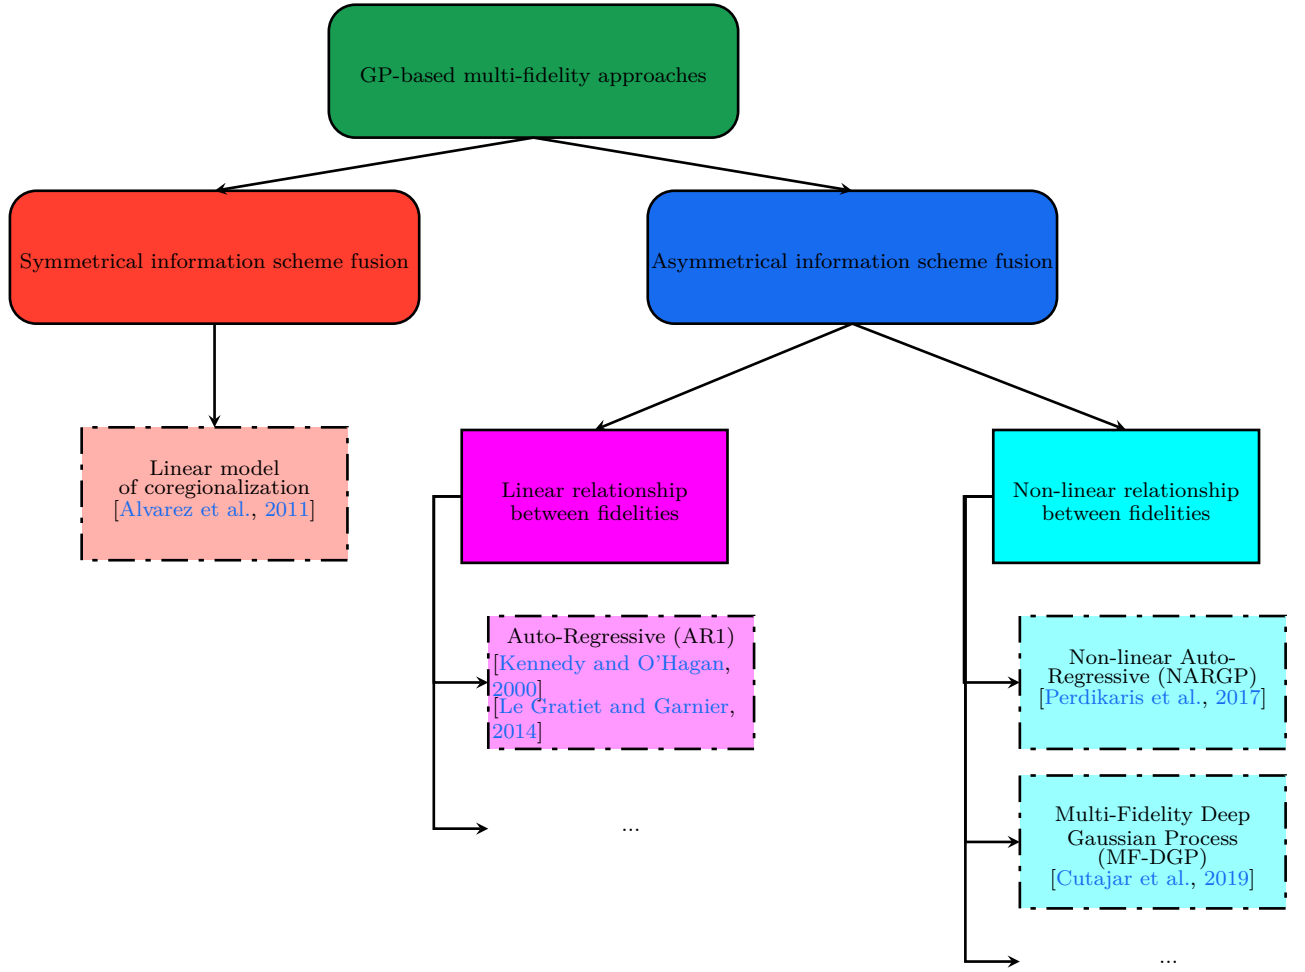 GP-based multi-fidelity approaches
Symmetrical information scheme fusion
Asymmetrical information scheme fusion
Linear model
of coregionalization
[Alvarez et al., 2011]
Linear relationship
between fidelities
Non-linear relationship
between fidelities
Auto-Regressive (AR1)
[Kennedy and O'Hagan,
2000]
[Le Gratiet and Garnier,
2014]
...
Non-linear Auto-
Regressive (NARGP)
[Perdikaris et al., 2017]
Multi-Fidelity Deep
Gaussian Process
(MF-DGP)
[Cutajar et al., 2019]
...